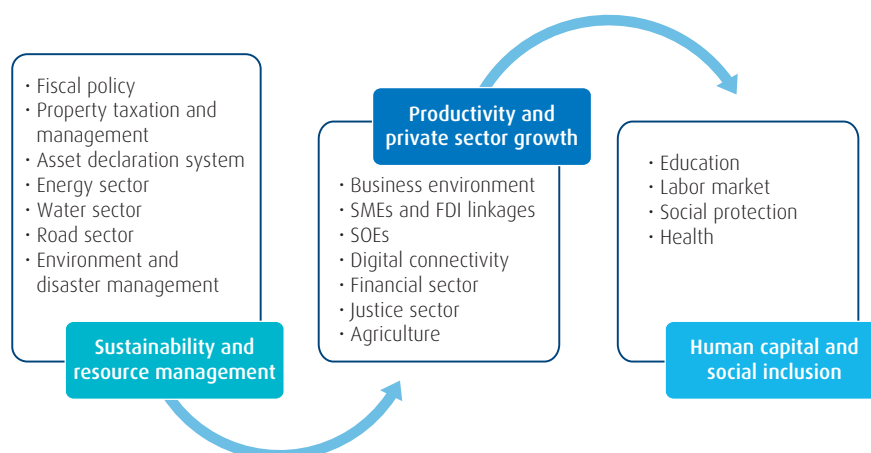 · Fiscal policy
· Property taxation and
management
· Asset declaration system
· Energy sector
· Water sector
· Road sector
· Environment and
disaster management
Sustainability and
resource management
Productivity and
private sector growth
· Business environment
· SMEs and FDI linkages
· SOEs
· Digital connectivity
· Financial sector
· Justice sector
· Agriculture
· Education
· Labor market
· Social protection
· Health
Human capital and
social inclusion